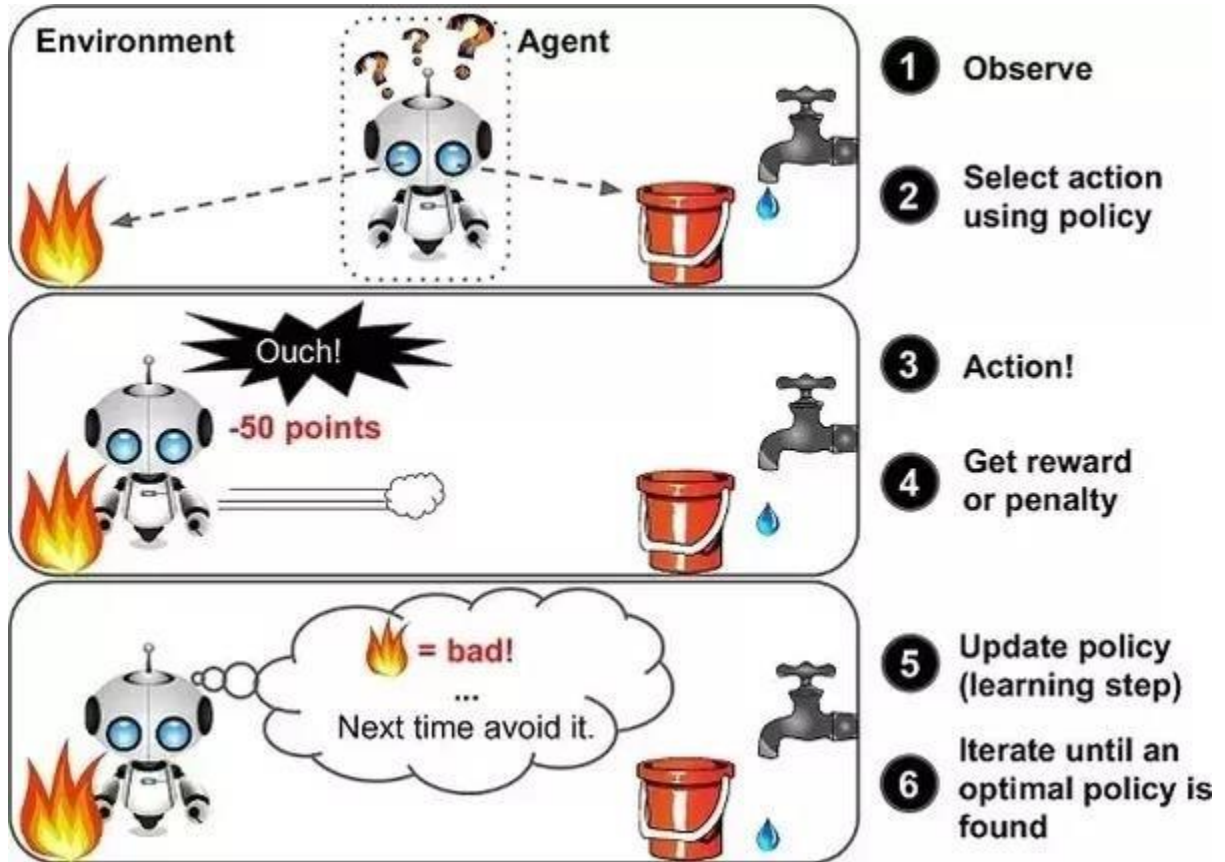 Environment
Agent
? ? ?
1 Observe
2 Select action
using policy
Ouch!
-50 points
3 Action!
4 Get reward
or penalty
= bad!
...
Next time avoid it.
5 Update policy
(learning step)
6 Iterate until an
optimal policy is
found